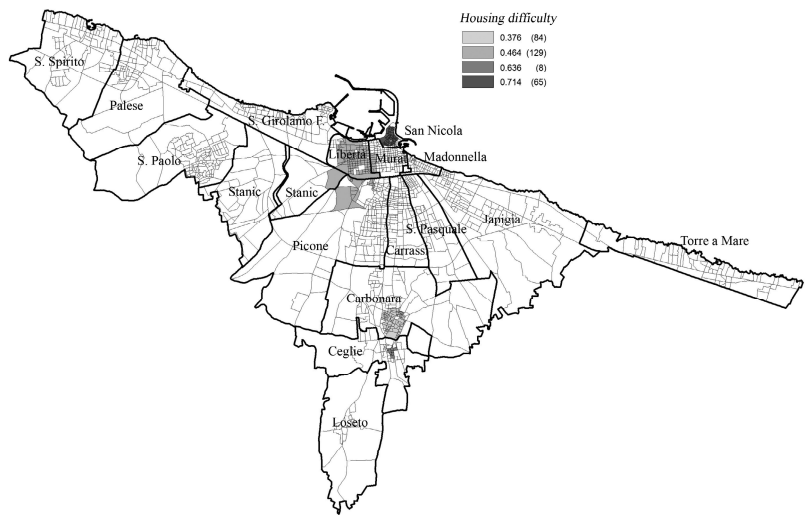 Housing difficulty
0.376 (84)
0.464 (129)
0.636 (8)
0.714 (65)
S. Spirito
Palese
S. Girolamo F.
San Nicola
S. Paolo
Libertà
Murat
Madonnella
Stanic
Stanic
Japigia
S. Pasquale
Torre a Mare
Picone
Carrassi
Carbonara
Ceglie
Loseto